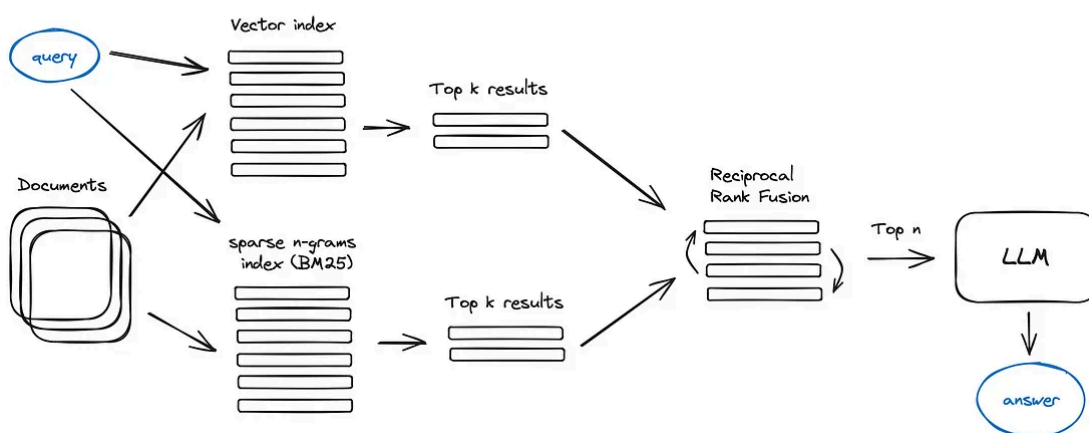 Vector index
query
Top k results
Documents
Reciprocal
Rank Fusion
sparse n-grams
index (BM25)
Top n
LLM
Top k results
answer